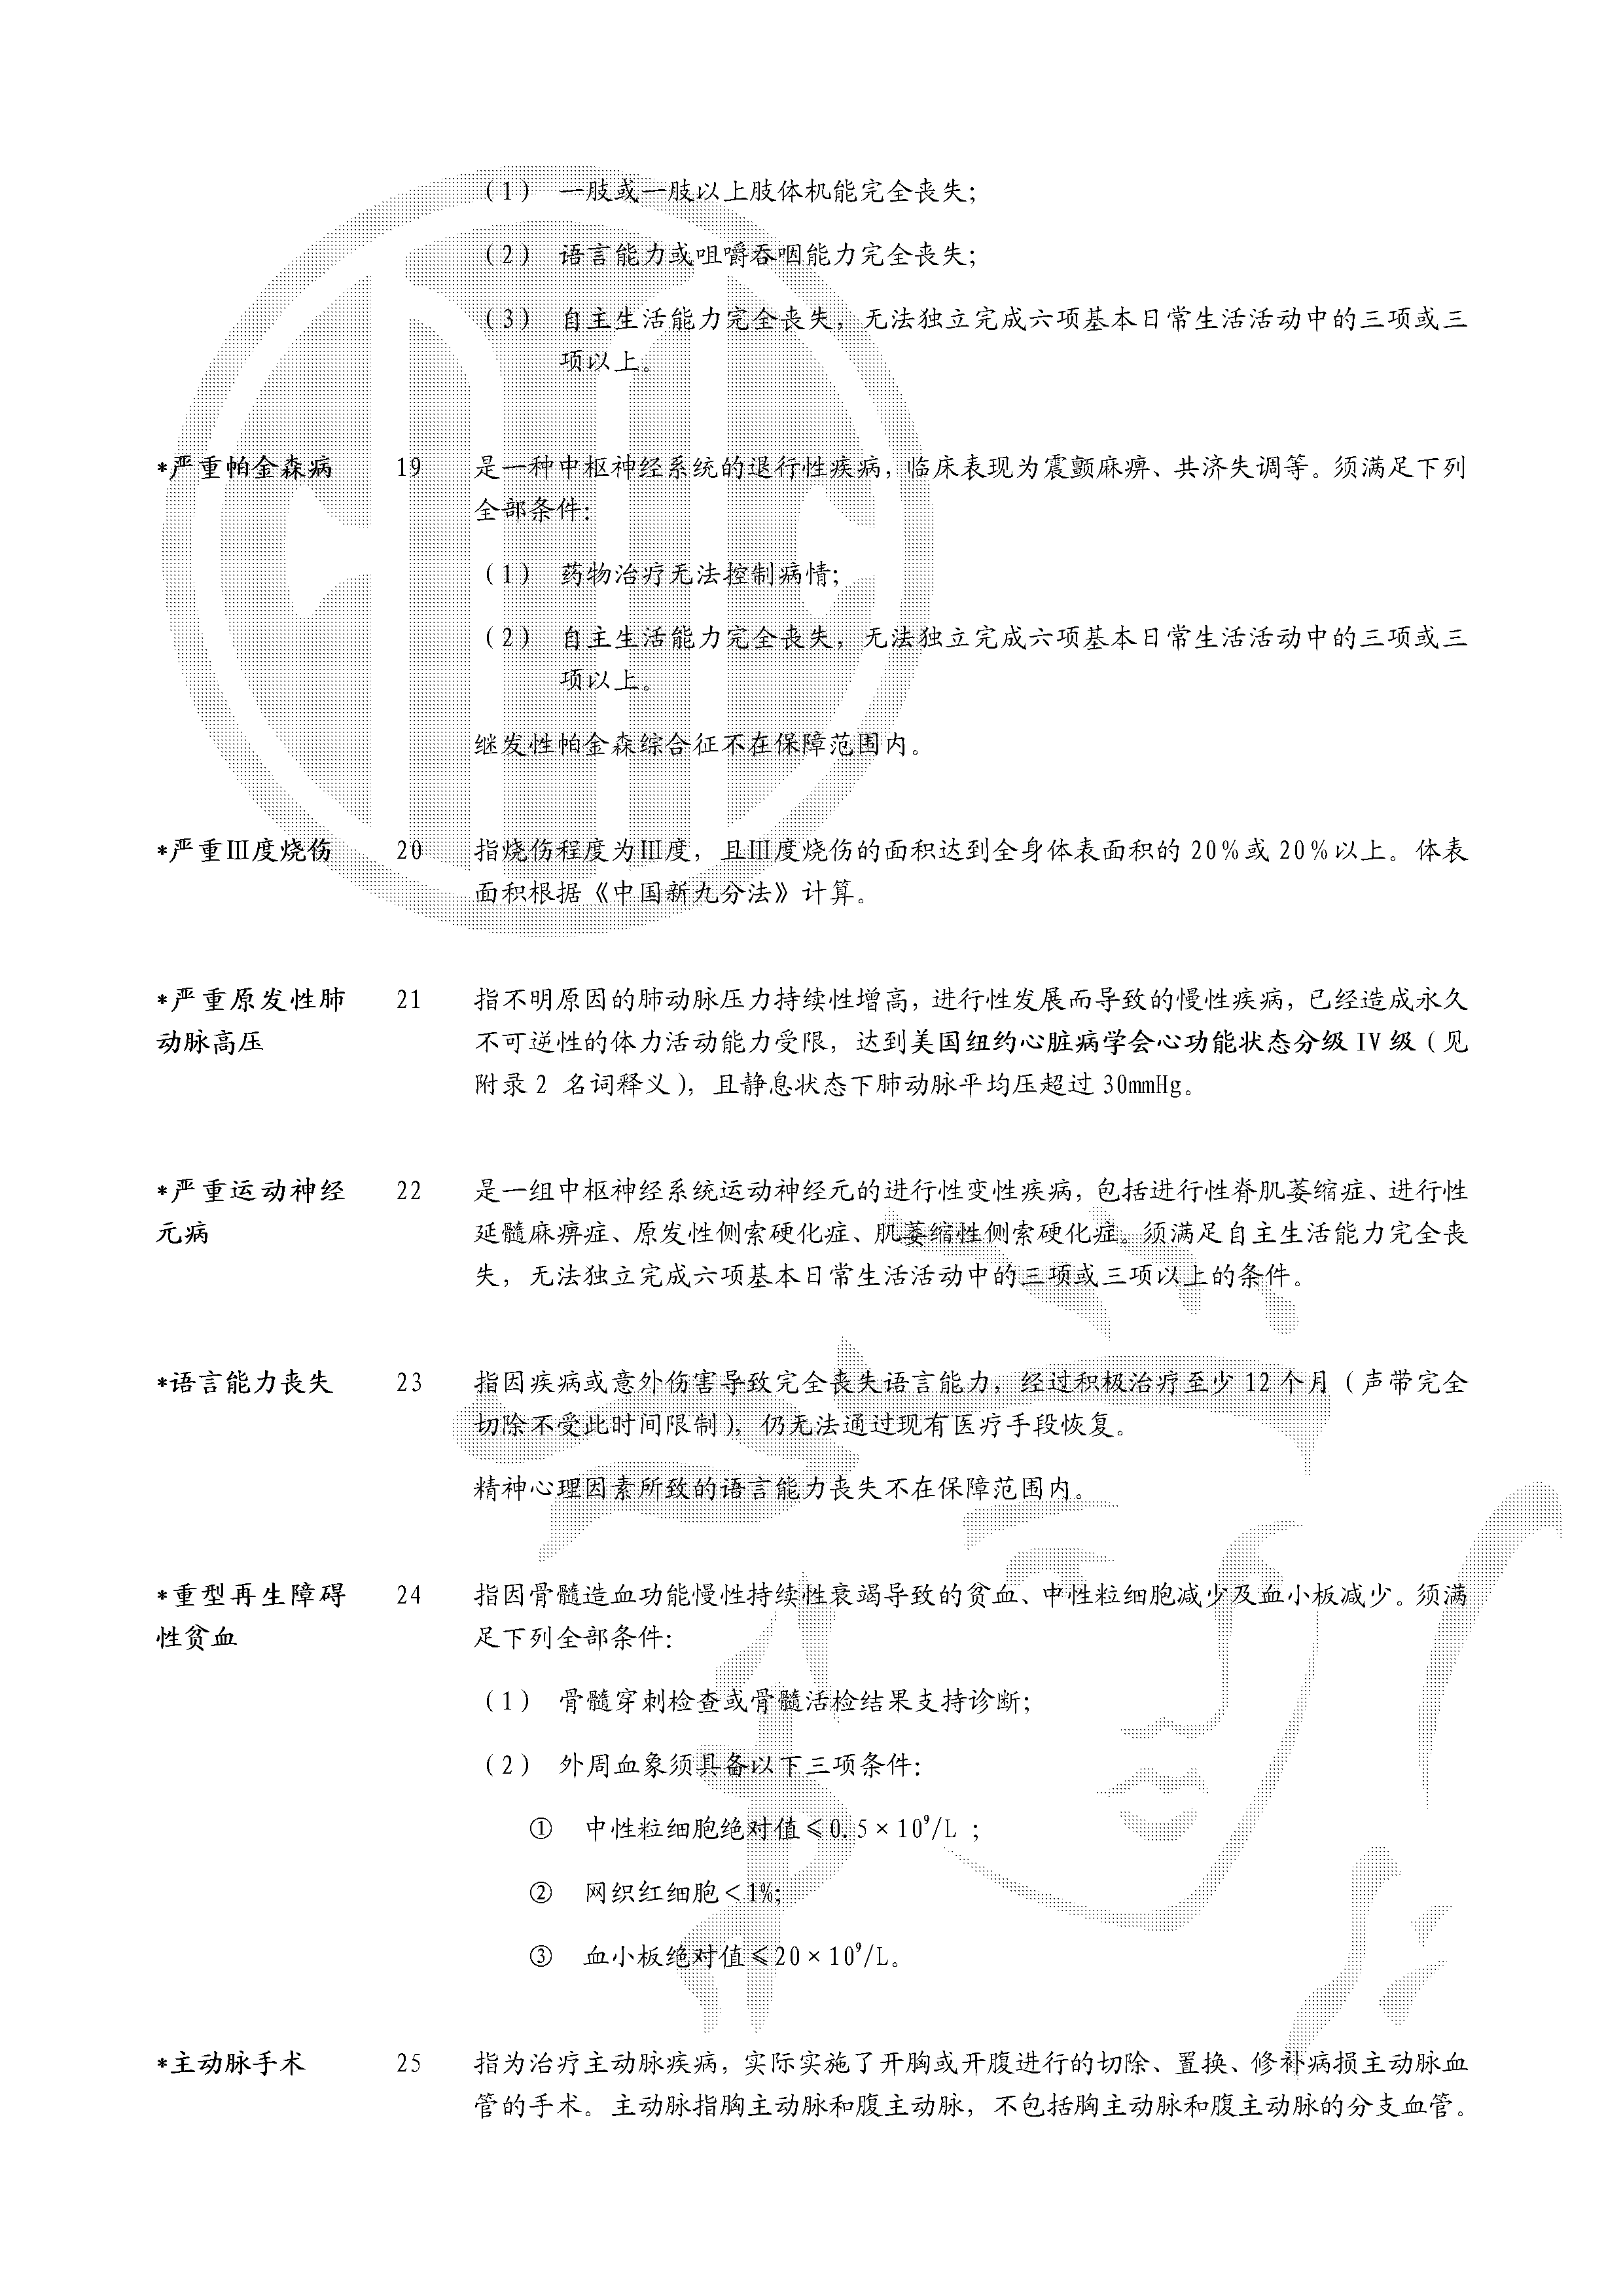 （1） 一肢或一肢以上肢体机能完全丧失；
（2） 语言能力或咀嚼吞咽能力完全丧失；
（3） 自主生活能力完全丧失，无法独立完成六项基本日常生活活动中的三项或三
项以上。
*严重帕金森病 19 是一种中枢神经系统的退行性疾病，临床表现为震颤麻痹、共济失调等。须满足下列
全部条件：
（1） 药物治疗无法控制病情；
（2） 自主生活能力完全丧失，无法独立完成六项基本日常生活活动中的三项或三
项以上。
继发性帕金森综合征不在保障范围内。
*严重Ⅲ度烧伤 20 指烧伤程度为Ⅲ度，且Ⅲ度烧伤的面积达到全身体表面积的 20%或 20%以上。体表
面积根据《中国新九分法》计算。
*严重原发性肺 21 指不明原因的肺动脉压力持续性增高，进行性发展而导致的慢性疾病，已经造成永久
动脉高压 不可逆性的体力活动能力受限，达到美国纽约心脏病学会心功能状态分级 IV 级（见
附录 2 名词释义），且静息状态下肺动脉平均压超过 30mmHg。
*严重运动神经 22 是一组中枢神经系统运动神经元的进行性变性疾病，包括进行性脊肌萎缩症、进行性
元病 延髓麻痹症、原发性侧索硬化症、肌萎缩性侧索硬化症。须满足自主生活能力完全丧
失，无法独立完成六项基本日常生活活动中的三项或三项以上的条件。
*语言能力丧失 23 指因疾病或意外伤害导致完全丧失语言能力，经过积极治疗至少 12 个月（声带完全
切除不受此时间限制），仍无法通过现有医疗手段恢复。
精神心理因素所致的语言能力丧失不在保障范围内。
*重型再生障碍 24 指因骨髓造血功能慢性持续性衰竭导致的贫血、中性粒细胞减少及血小板减少。须满
性贫血 足下列全部条件：
（1） 骨髓穿刺检查或骨髓活检结果支持诊断；
（2） 外周血象须具备以下三项条件：
① 中性粒细胞绝对值≤0.5×10⁹/L ；
② 网织红细胞＜1%；
③ 血小板绝对值≤20×10⁹/L。
*主动脉手术 25 指为治疗主动脉疾病，实际实施了开胸或开腹进行的切除、置换、修补病损主动脉血
管的手术。主动脉指胸主动脉和腹主动脉，不包括胸主动脉和腹主动脉的分支血管。